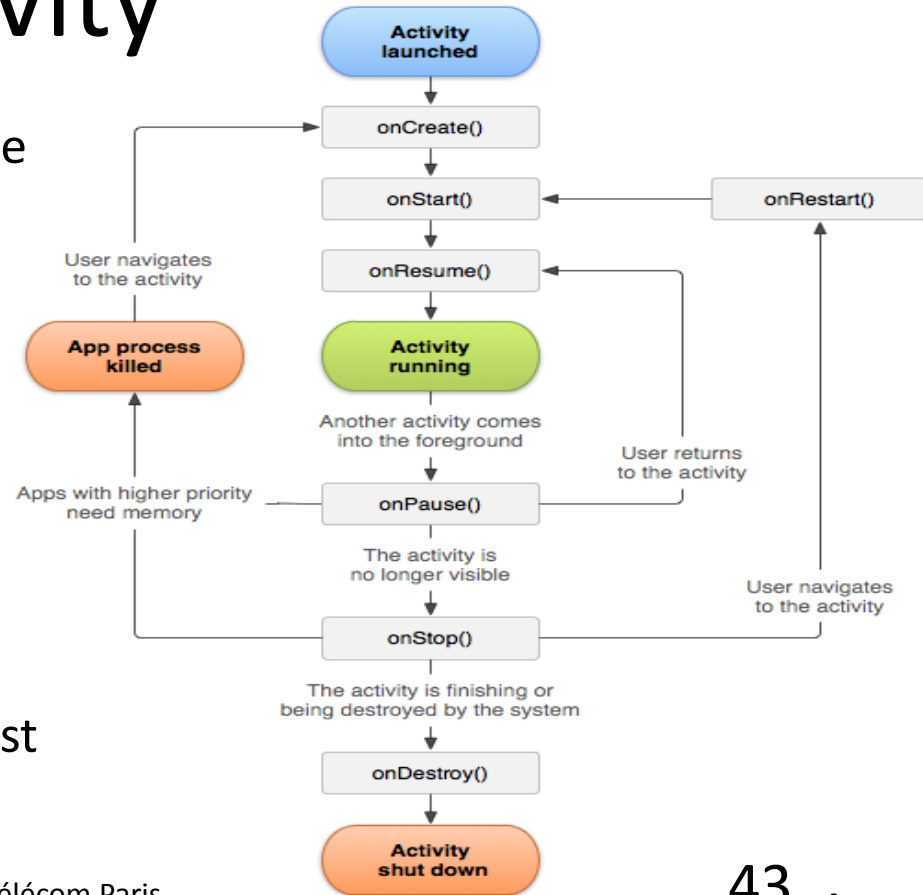 Activity
launched
onCreate()
e
onStart()
onRestart()
User navigates
to the activity
onResume()
App process
killed
Activity
running
Another activity comes
into the foreground
User returns
to the activity
Apps with higher priority
need memory
onPause()
The activity is
no longer visible
User navigates
to the activity
onStop()
The activity is finishing or
being destroyed by the system
st
onDestroy()
Activity
shut down
élécom Paris
43